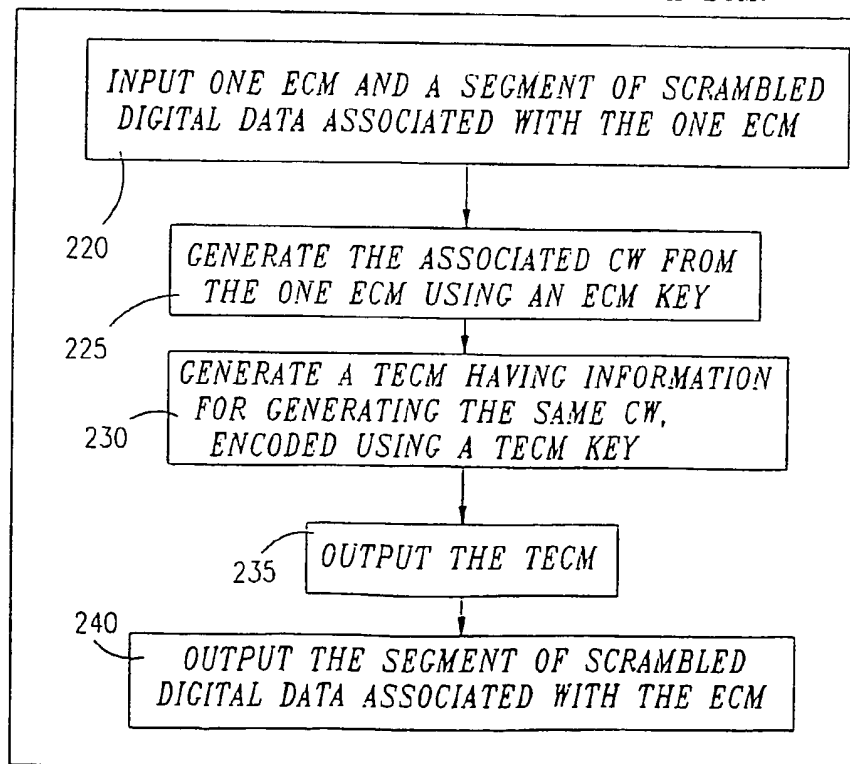 INPUT ONE ECM AND A SEGMENT OF SCRAMBLED
DIGITAL DATA ASSOCIATED WITH THE ONE ECM
220
GENERATE THE ASSOCIATED CW FROM
THE ONE ECM USING AN ECM KEY
225
GENERATE A TECM HAVING INFORMATION
FOR GENERATING THE SAME CW,
ENCODED USING A TECM KEY
230
OUTPUT THE TECM
235
240
OUTPUT THE SEGMENT OF SCRAMBLED
DIGITAL DATA ASSOCIATED WITH THE ECM